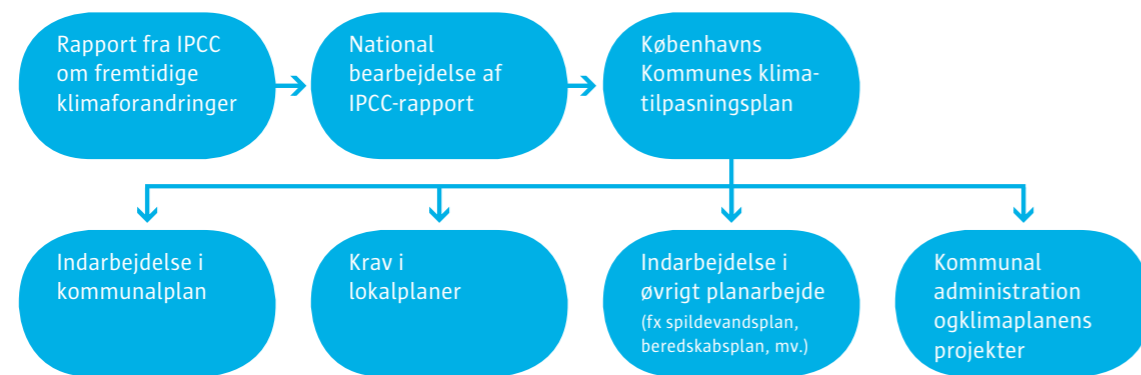 Rapport fra IPCC
om fremtidige
klimaforandringer
National
bearbejdelse af
IPCC-rapport
Københavns
Kommunes klima-
tilpasningsplan
Indarbejdelse i
kommunalplan
Krav i
lokalplaner
Indarbejdelse i
øvrigt planarbejde
(fx spildevandsplan,
beredskabsplan, mv.)
Kommunal
administration
ogklimaplanens
projekter